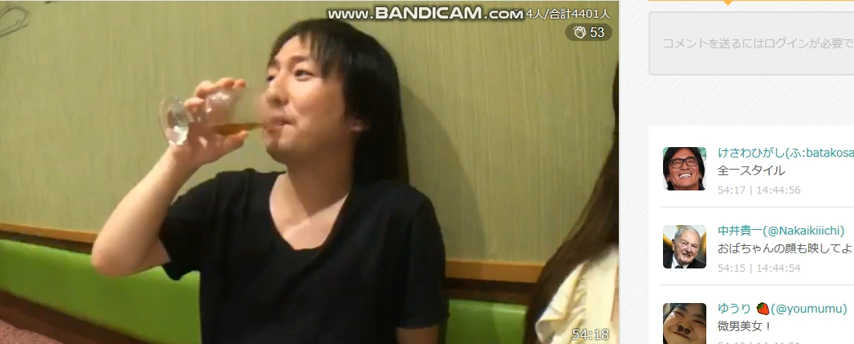 www.BANDICAM.com 4人/合計4401人
53
54:18
コメントを送るにはログインが必要で
けさわひがし(ふ:batakosa
全一スタイル
54:17 | 14:44:56
中井貴一(@Nakaikiiichi)
おばちゃんの顔も映してよ
54:15 | 14:44:54
ゆうり 🍓(@youmumu)
微男美女！